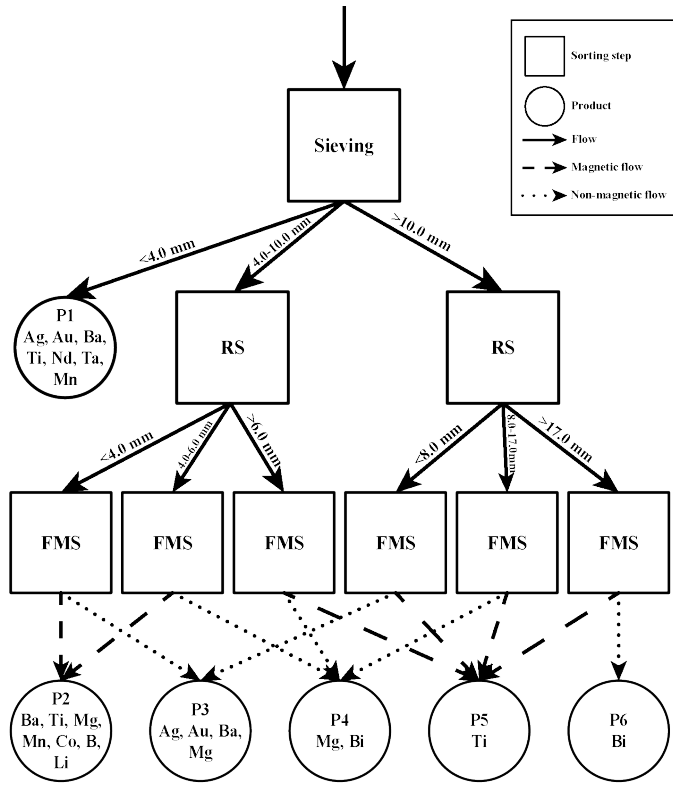 Sorting step
Product
Flow
Magnetic flow
Non-magnetic flow
Sieving
<4.0 mm
4.0-10.0 mm
>10.0 mm
P1
Ag, Au, Ba,
Ti, Nd, Ta,
Mn
RS
RS
<4.0 mm
4.0-6.0 mm
>6.0 mm
<8.0 mm
8.0-17.0mm
>17.0 mm
FMS
FMS
FMS
FMS
FMS
FMS
P2
Ba, Ti, Mg,
Mn, Co, B,
Li
P3
Ag, Au, Ba,
Mg
P4
Mg, Bi
P5
Ti
P6
Bi